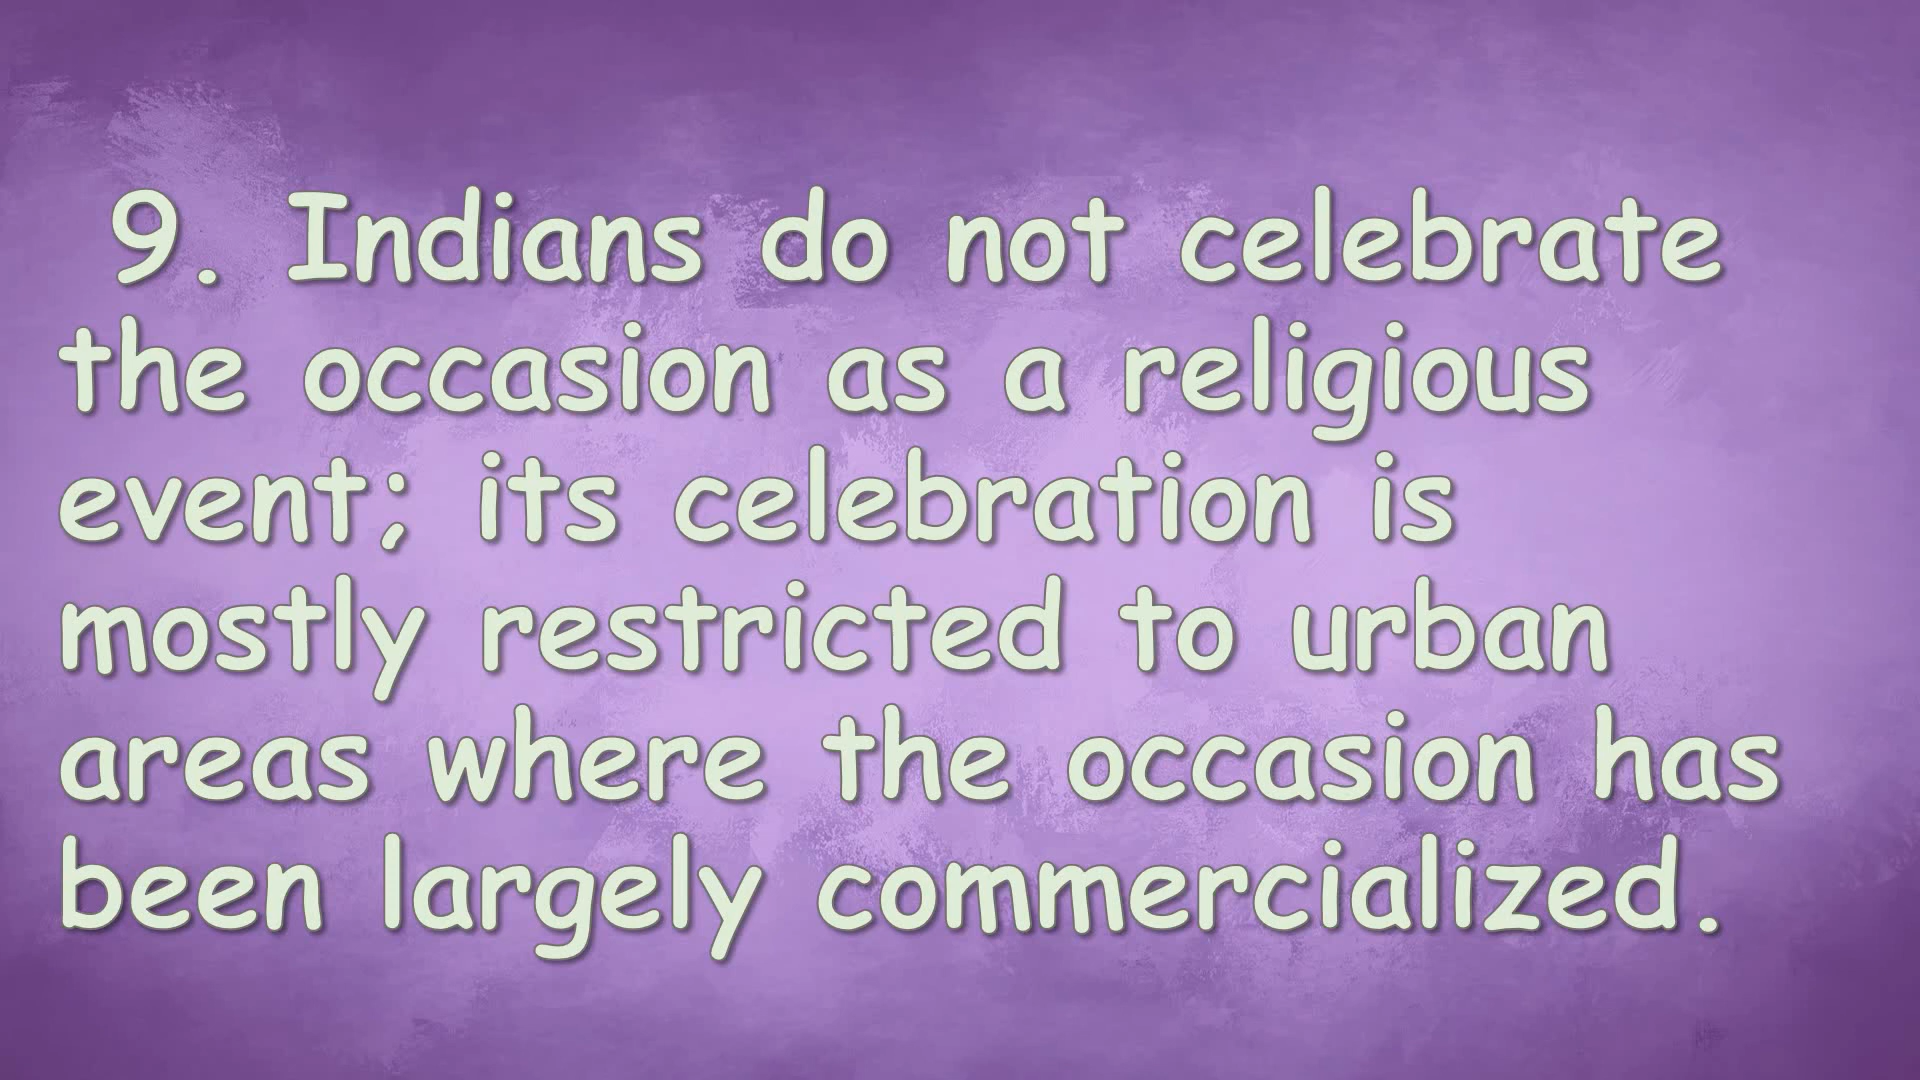 9. Indians do not celebrate
the occasion as a religious
event; its celebration is
mostly restricted to urban
areas where the occasion has
been largely commercialized.